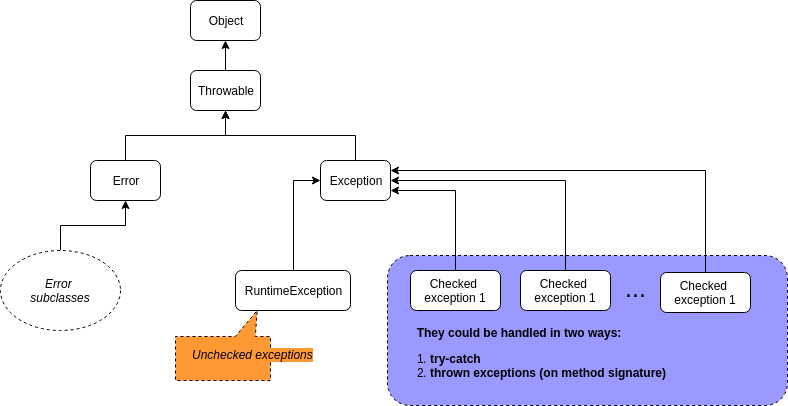 Object
Throwable
Error
Exception
Error
subclasses
RuntimeException
Checked
exception 1
Checked
exception 1
...
Checked
exception 1
Unchecked exceptions
They could be handled in two ways:
1. try-catch
2. thrown exceptions (on method signature)